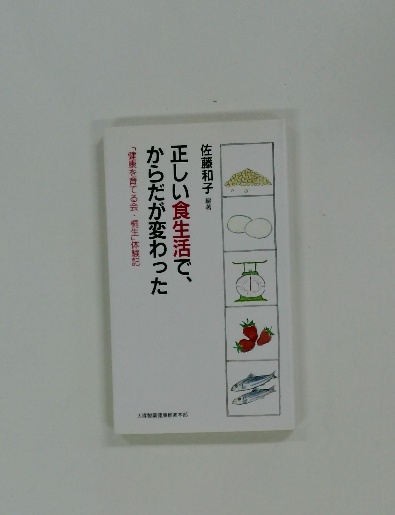 佐藤和子 編著
正しい食生活で、
からだが変わった
「健康を育てる会・桐生」体験記